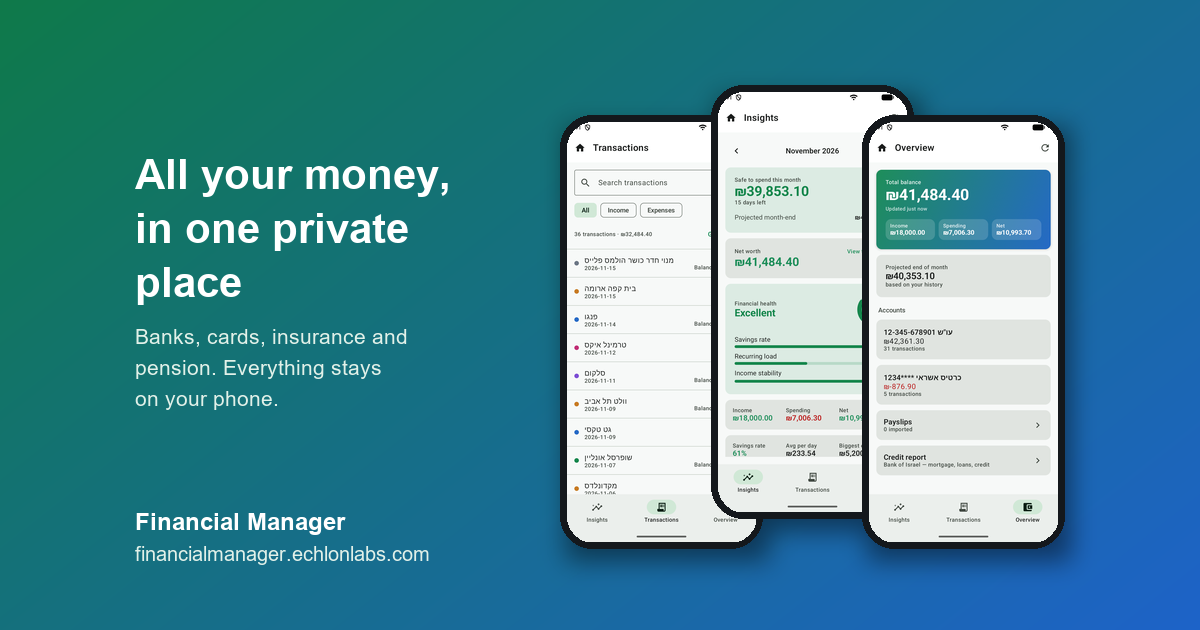 All your money,
in one private
place
Banks, cards, insurance and
pension. Everything stays
on your phone.
Financial Manager
financialmanager.echlonlabs.com
Transactions
Search transactions
All
Income
Expenses
36 transactions · ₪32,484.40
מנוי חדר כושר הולמס פלייס
2026-11-15
בית קפה ארומה
2026-11-15
פנגו
2026-11-14
טרמינל איקס
2026-11-12
סלקום
2026-11-11
וולט תל אביב
2026-11-09
גט טקסי
2026-11-09
שופרסל אונליין
2026-11-07
מקדונלדס
Insights
Transactions
Overview
Insights
November 2026
Safe to spend this month
₪39,853.10
15 days left
Projected month-end
Net worth
View
₪41,484.40
Financial health
Excellent
Savings rate
Recurring load
Income stability
Income
Spending
Net
₪18,000.00
₪7,006.30
Savings rate
Avg per day
61%
₪233.54
Insights
Transactions
Overview
Total balance
₪41,484.40
Updated just now
Income
₪18,000.00
Spending
₪7,006.30
Net
₪10,993.70
Projected end of month
₪40,353.10
based on your history
Accounts
עו"ש 12-345-678901
₪42,361.30
31 transactions
כרטיס אשראי ****1234
₪-876.90
5 transactions
Payslips
0 imported
Credit report
Bank of Israel — mortgage, loans, credit
Insights
Transactions
Overview